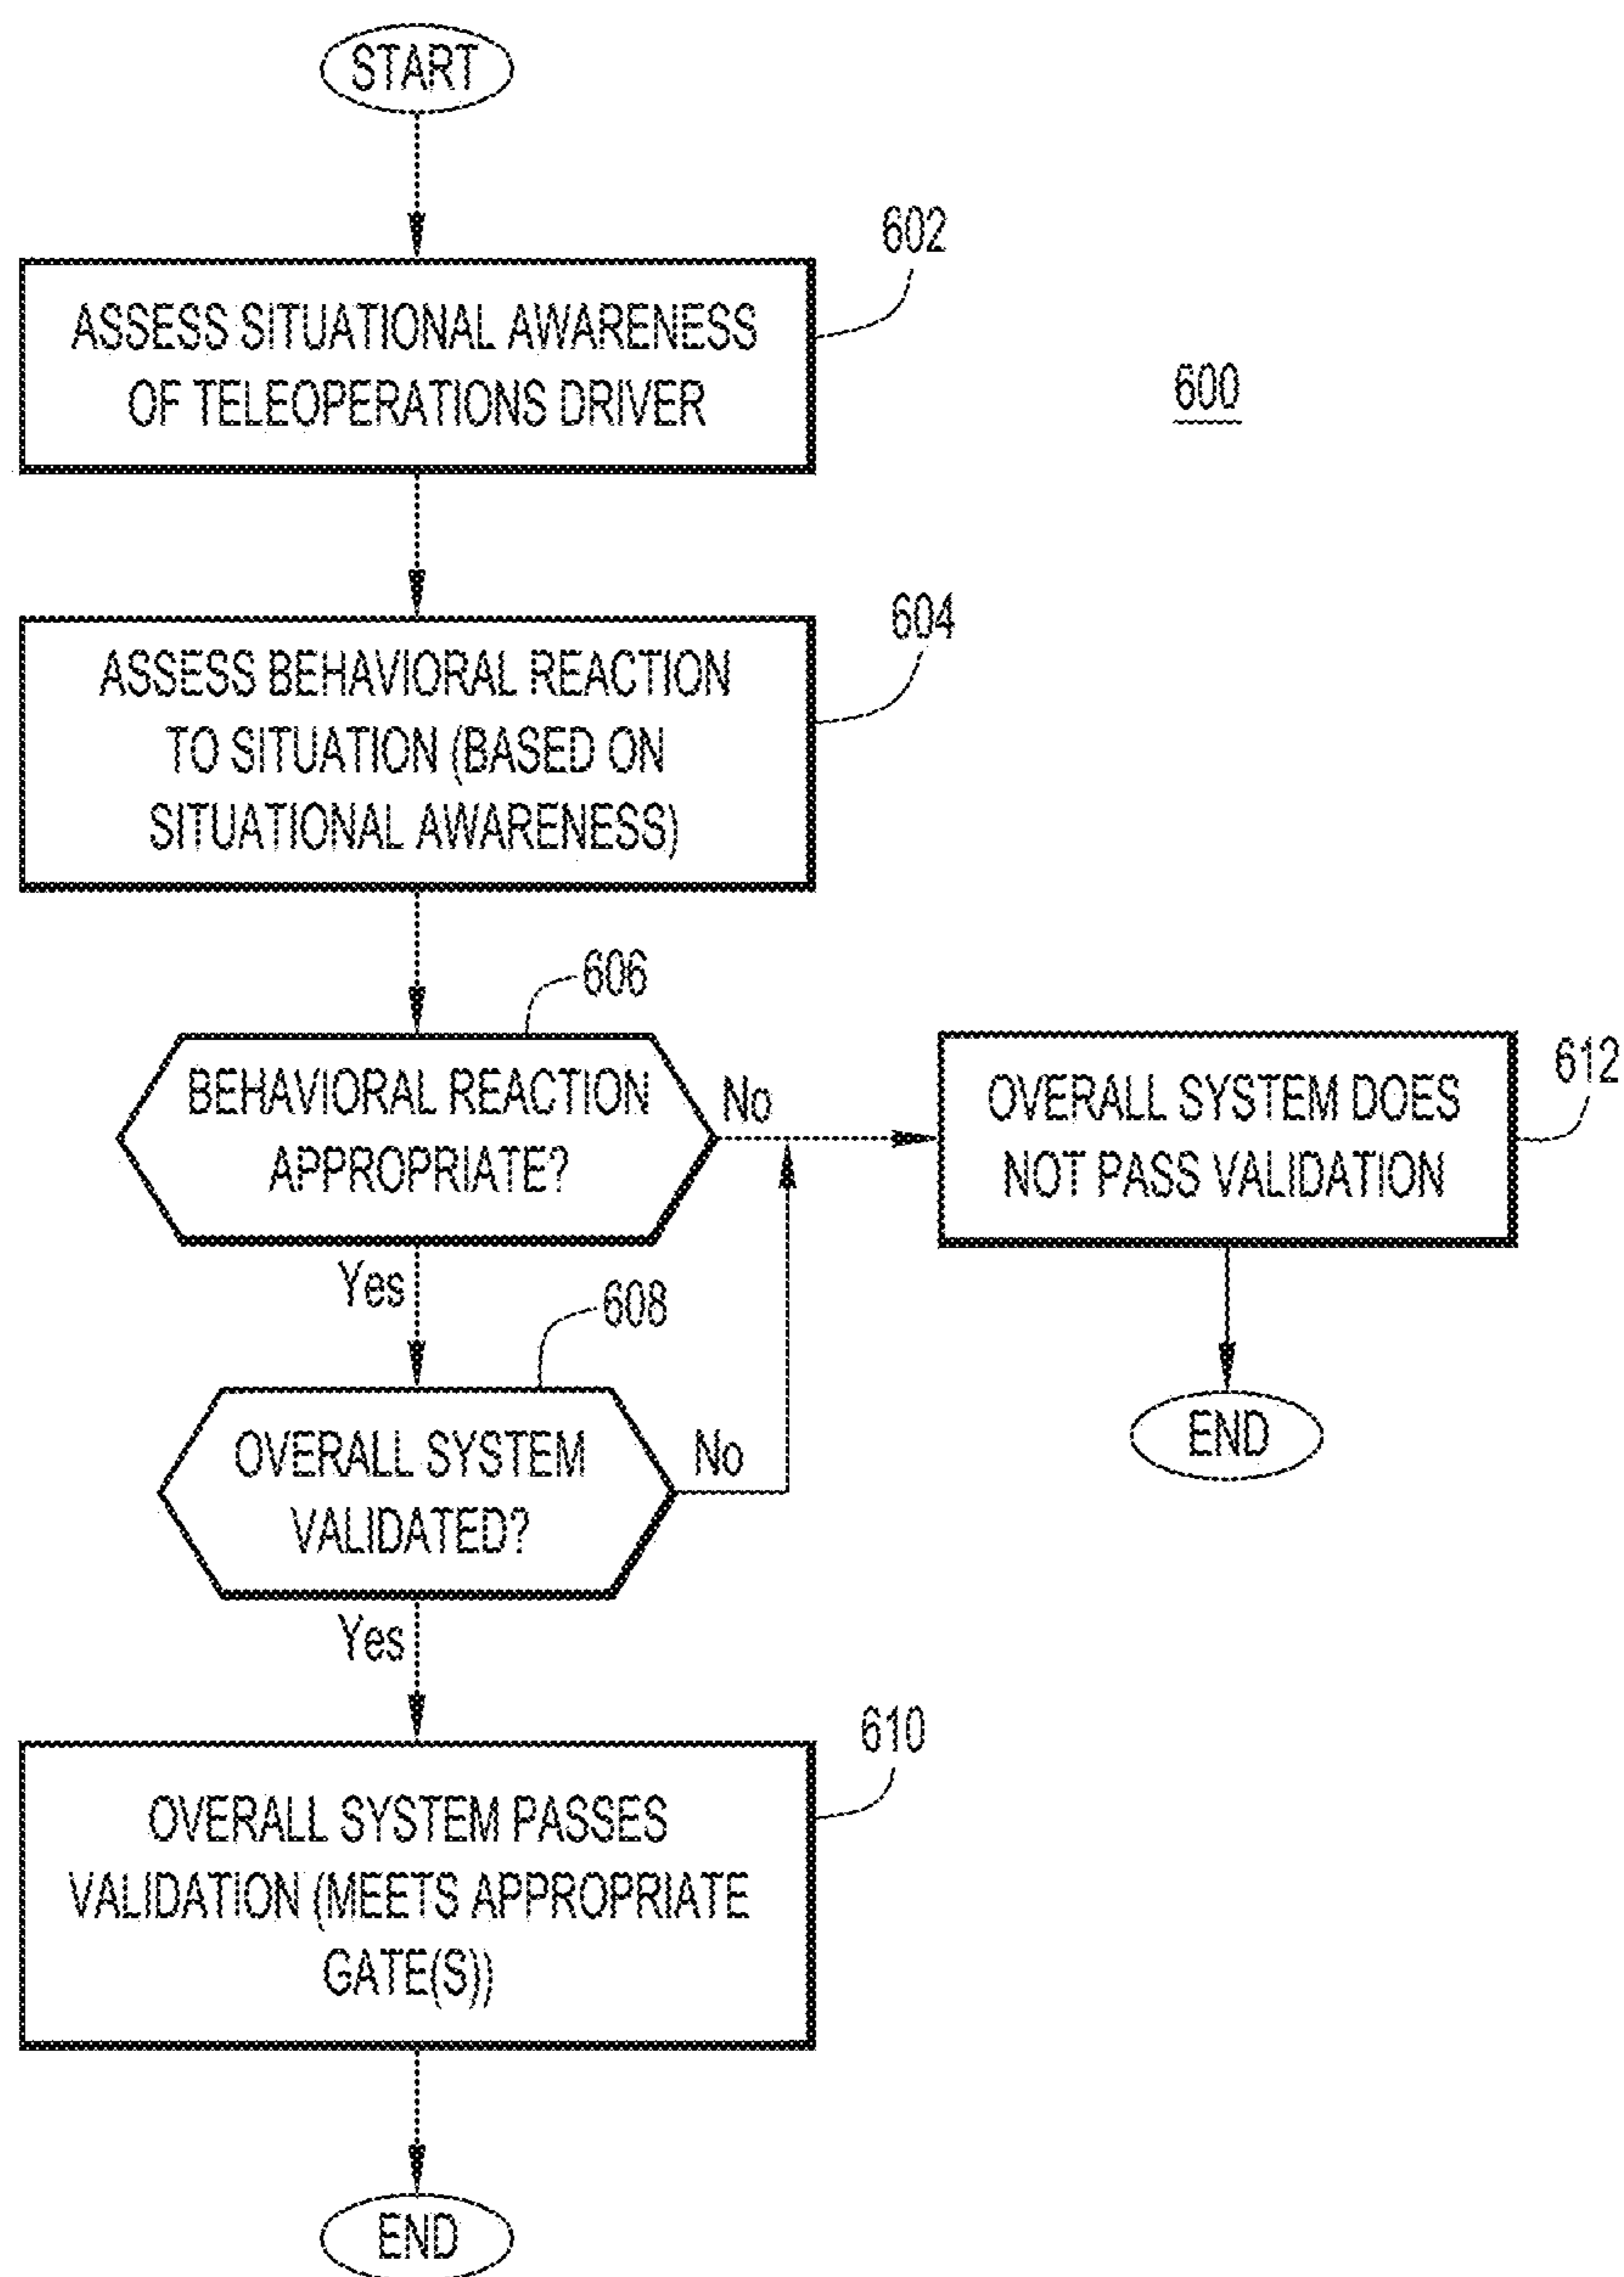 START
602
ASSESS SITUATIONAL AWARENESS
OF TELEOPERATIONS DRIVER
600
604
ASSESS BEHAVIORAL REACTION
TO SITUATION (BASED ON
SITUATIONAL AWARENESS)
606
BEHAVIORAL REACTION
APPROPRIATE?
No
OVERALL SYSTEM DOES
NOT PASS VALIDATION
612
Yes
608
OVERALL SYSTEM
VALIDATED?
No
END
Yes
610
OVERALL SYSTEM PASSES
VALIDATION (MEETS APPROPRIATE
GATE(S))
END